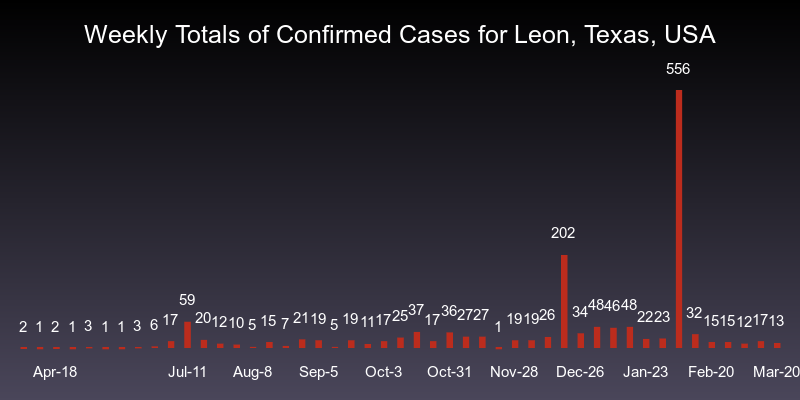 Weekly Totals of Confirmed Cases for Leon, Texas, USA
556
202
59
2 1 2 1 3 1 1 3 6 17 20 12 10 5 15 7 21 19 5 19 11 17 25 37 17 36 27 27 1 19 19 26 34 48 46 48 22 23 32 15 15 12 17 13
Apr-18 Jul-11 Aug-8 Sep-5 Oct-3 Oct-31 Nov-28 Dec-26 Jan-23 Feb-20 Mar-20